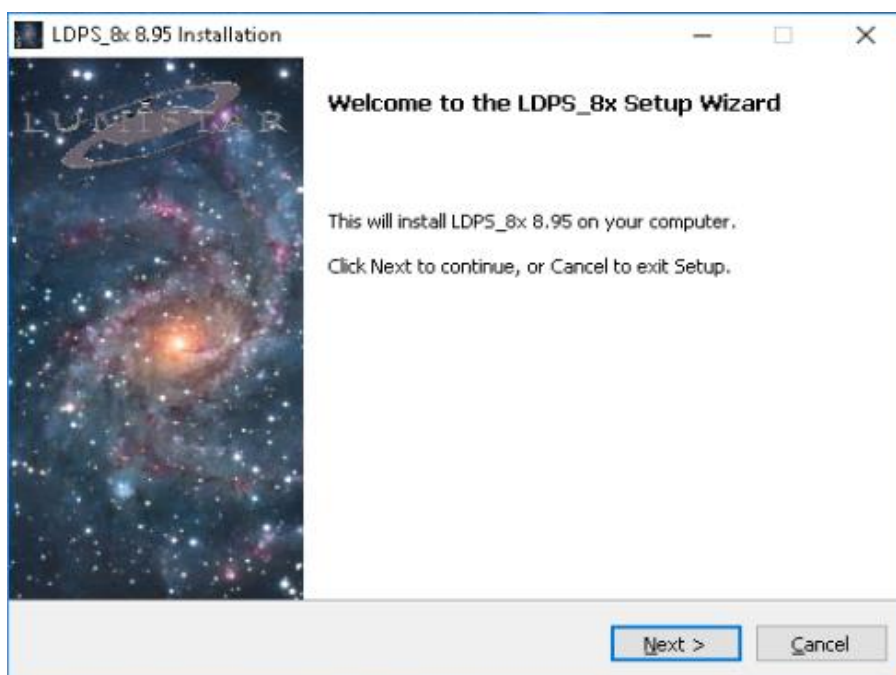 LDPS_8x 8.95 Installation
LUMISTAR
Welcome to the LDPS_8x Setup Wizard
This will install LDPS_8x 8.95 on your computer.
Click Next to continue, or Cancel to exit Setup.
Next >
Cancel